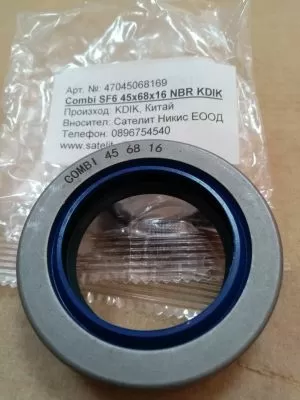 Арт. №: 47045068169
Combi SF6 45x68x16 NBR KDIK
Произход: KDIK, Китай
Вносител: Сателит Никис ЕООД
Телефон: 0896754540
www.satelit
COMBI 45 68 16